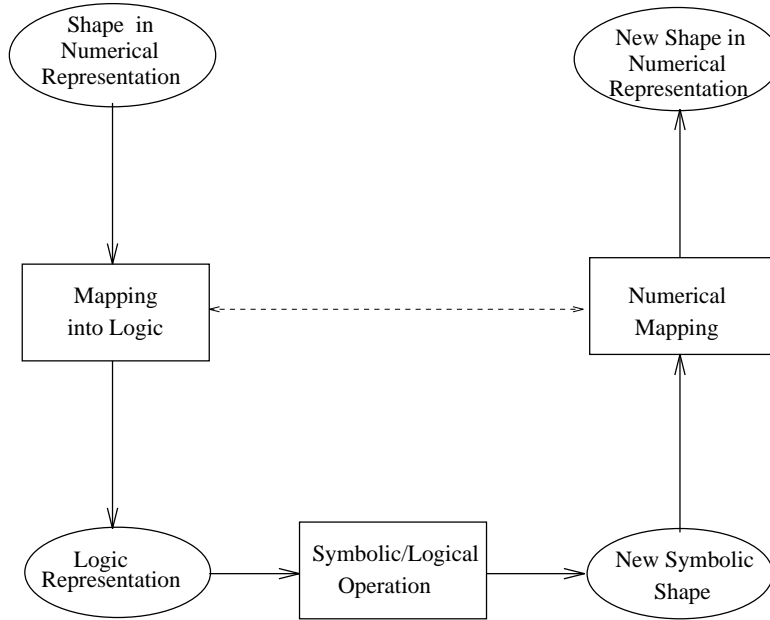 Shape in
Numerical
Representation
New Shape in
Numerical
Representation
Mapping
into Logic
Numerical
Mapping
Logic
Representation
Symbolic/Logical
Operation
New Symbolic
Shape